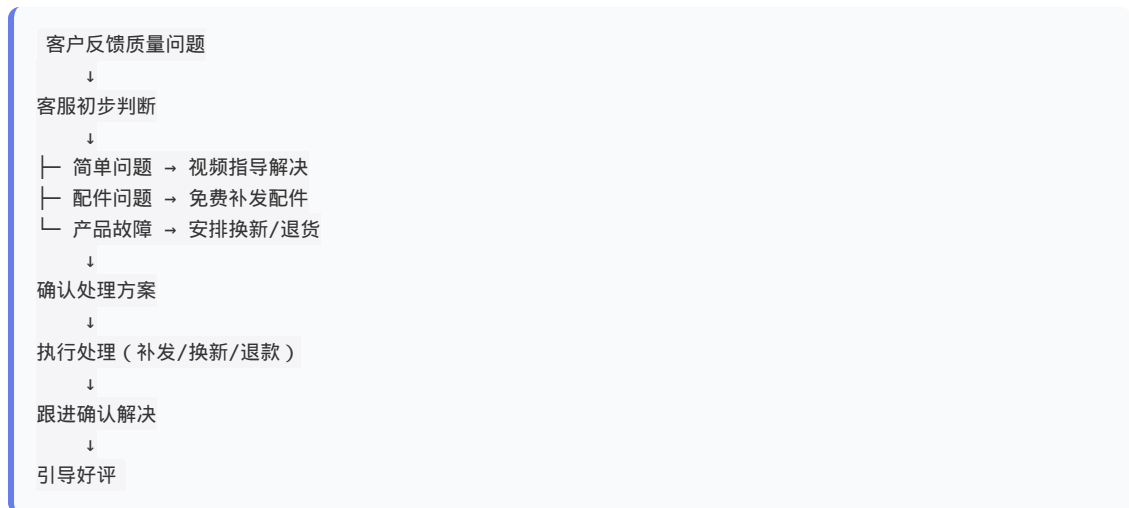 客户反馈质量问题
↓
客服初步判断
↓
├─ 简单问题 → 视频指导解决
├─ 配件问题 → 免费补发配件
└─ 产品故障 → 安排换新/退货
↓
确认处理方案
↓
执行处理（补发/换新/退款）
↓
跟进确认解决
↓
引导好评